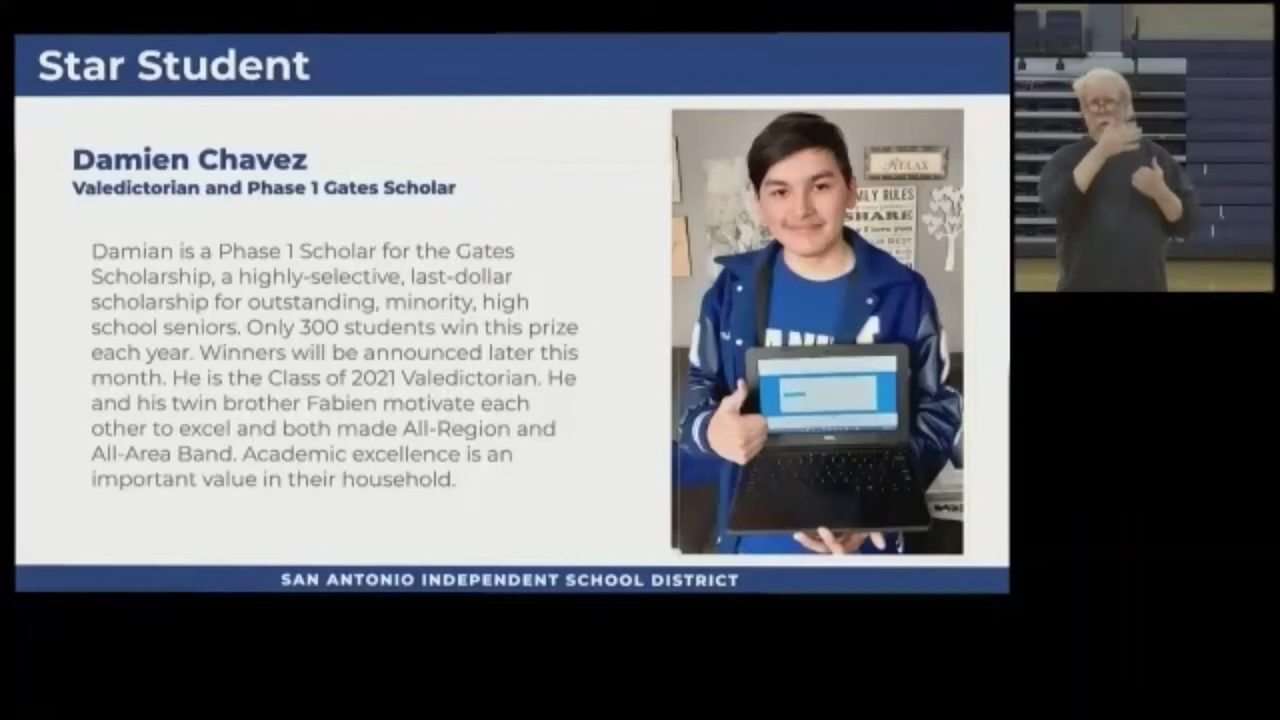 Star Student
Damien Chavez
Valedictorian and Phase 1 Gates Scholar
Damian is a Phase 1 Scholar for the Gates
Scholarship, a highly-selective, last-dollar
scholarship for outstanding, minority, high
school seniors. Only 300 students win this prize
each year. Winners will be announced later this
month. He is the Class of 2021 Valedictorian. He
and his twin brother Fabien motivate each
other to excel and both made All-Region and
All-Area Band. Academic excellence is an
important value in their household.
RELAX
RULES
SHARE
I love you
DELL
SAN ANTONIO INDEPENDENT SCHOOL DISTRICT